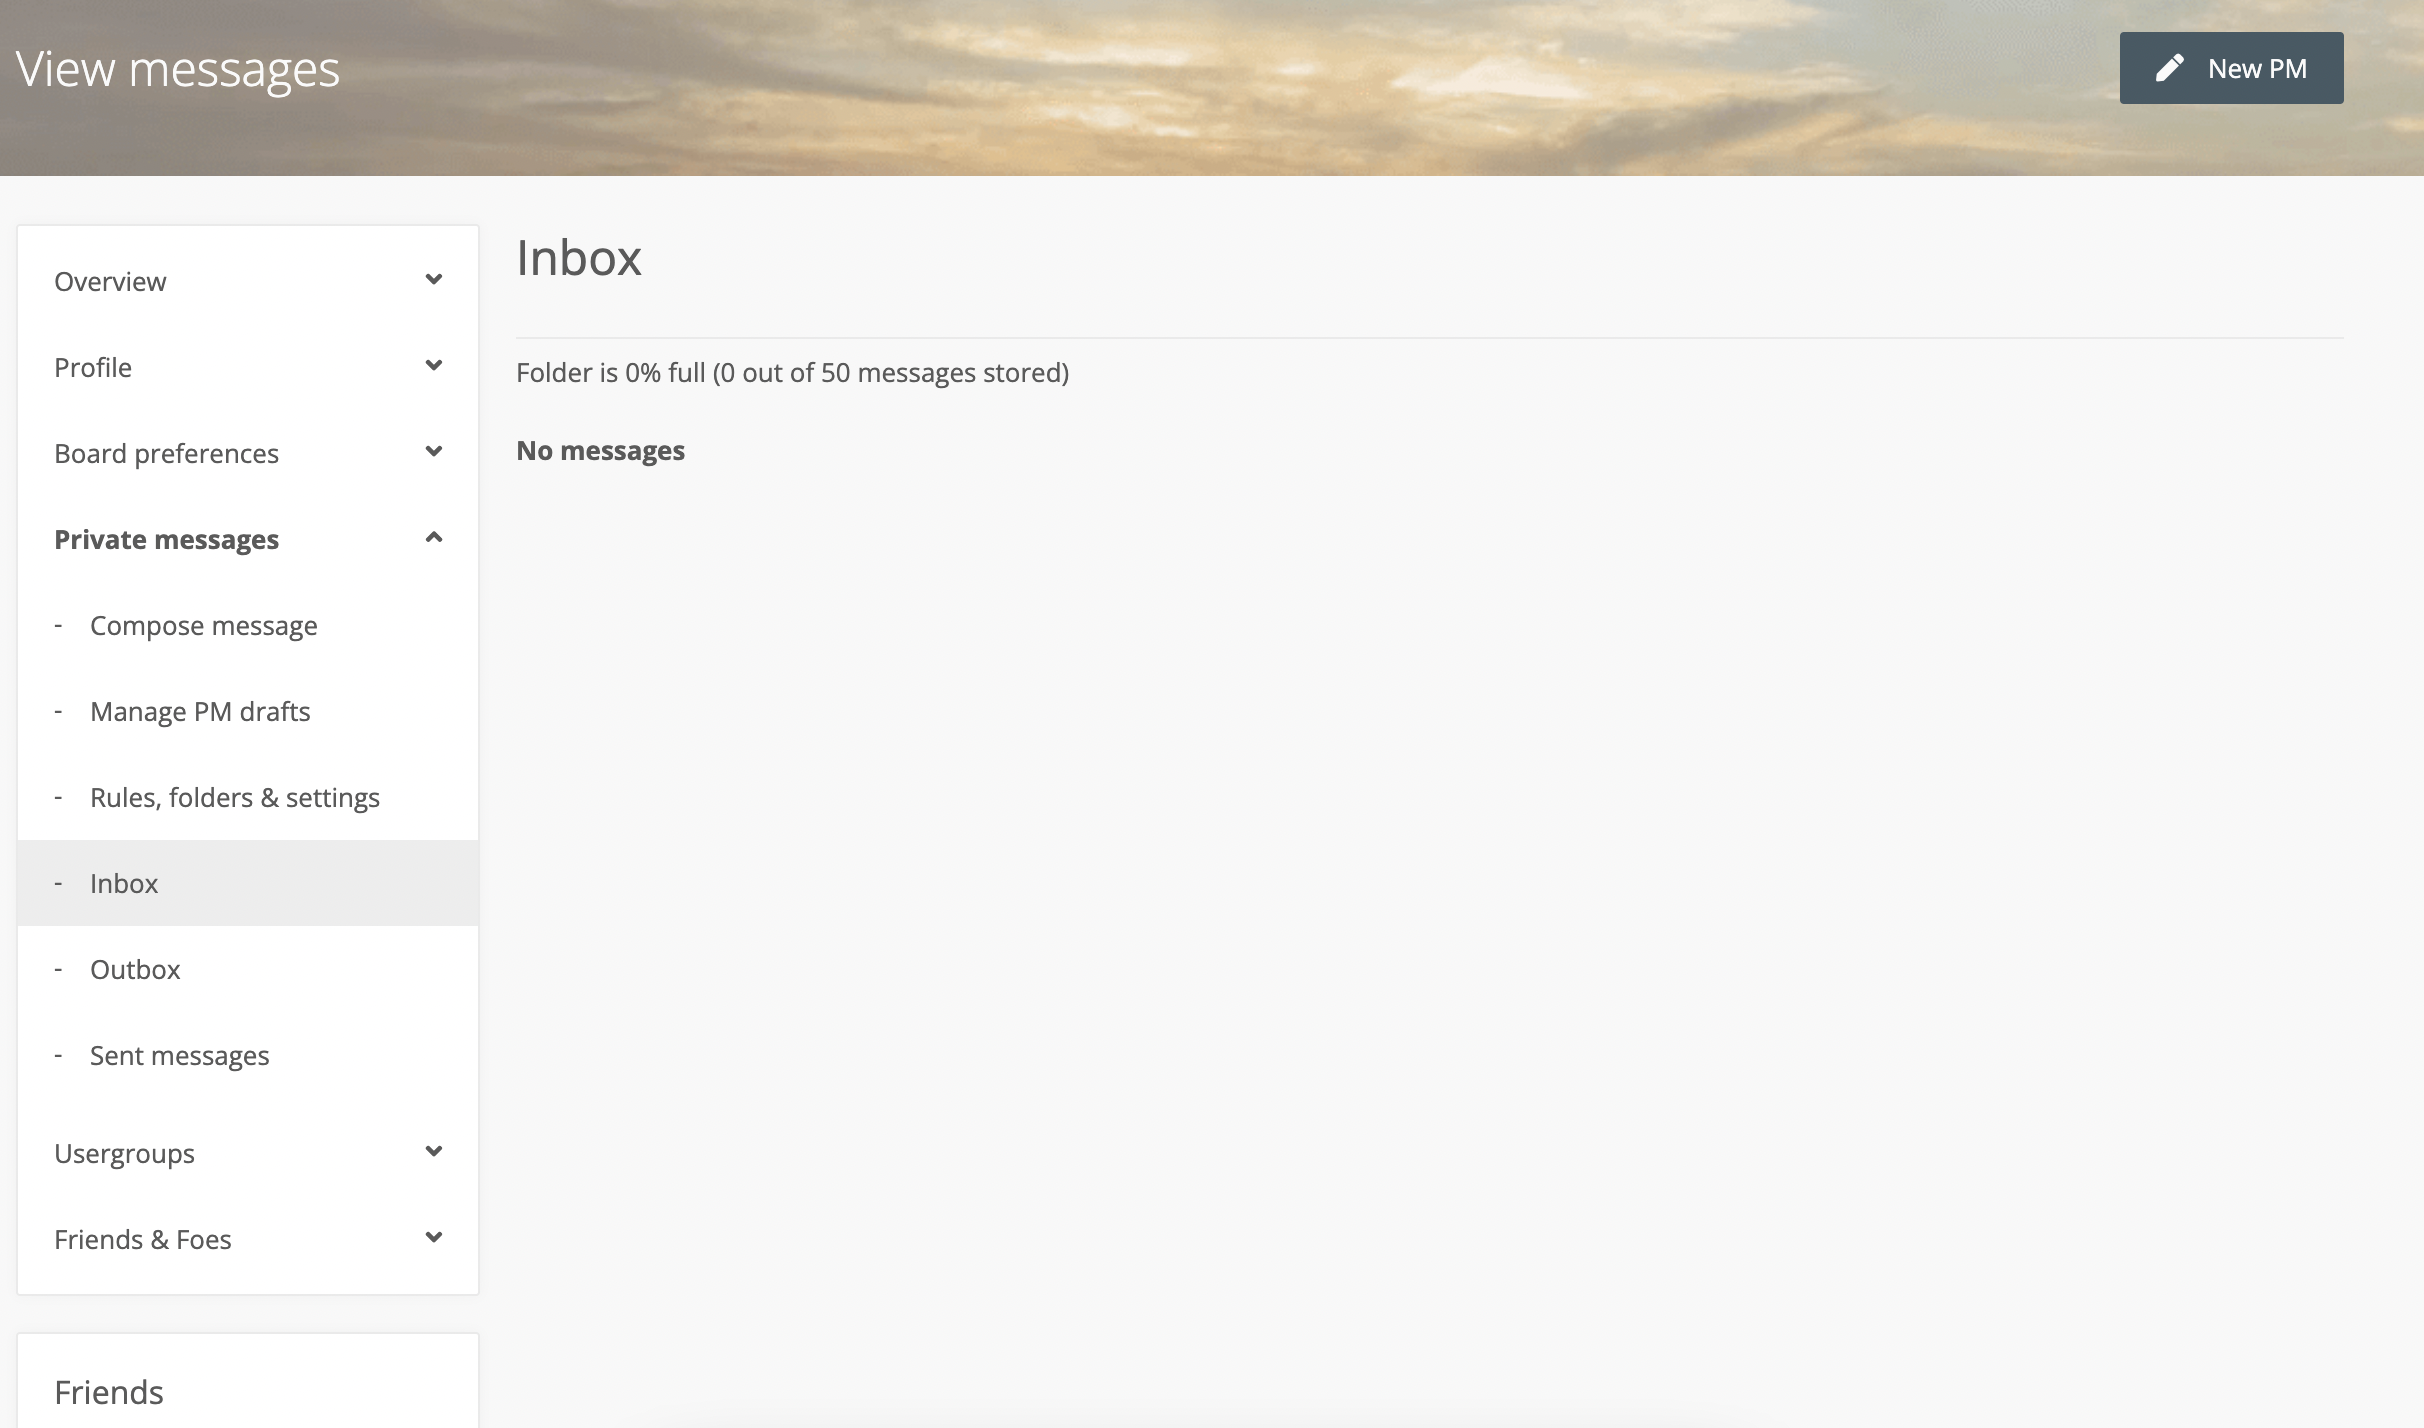 View messages
New PM
Overview
Profile
Board preferences
Private messages
- Compose message
- Manage PM drafts
- Rules, folders & settings
- Inbox
- Outbox
- Sent messages
Usergroups
Friends & Foes
Friends
Inbox
Folder is 0% full (0 out of 50 messages stored)
No messages